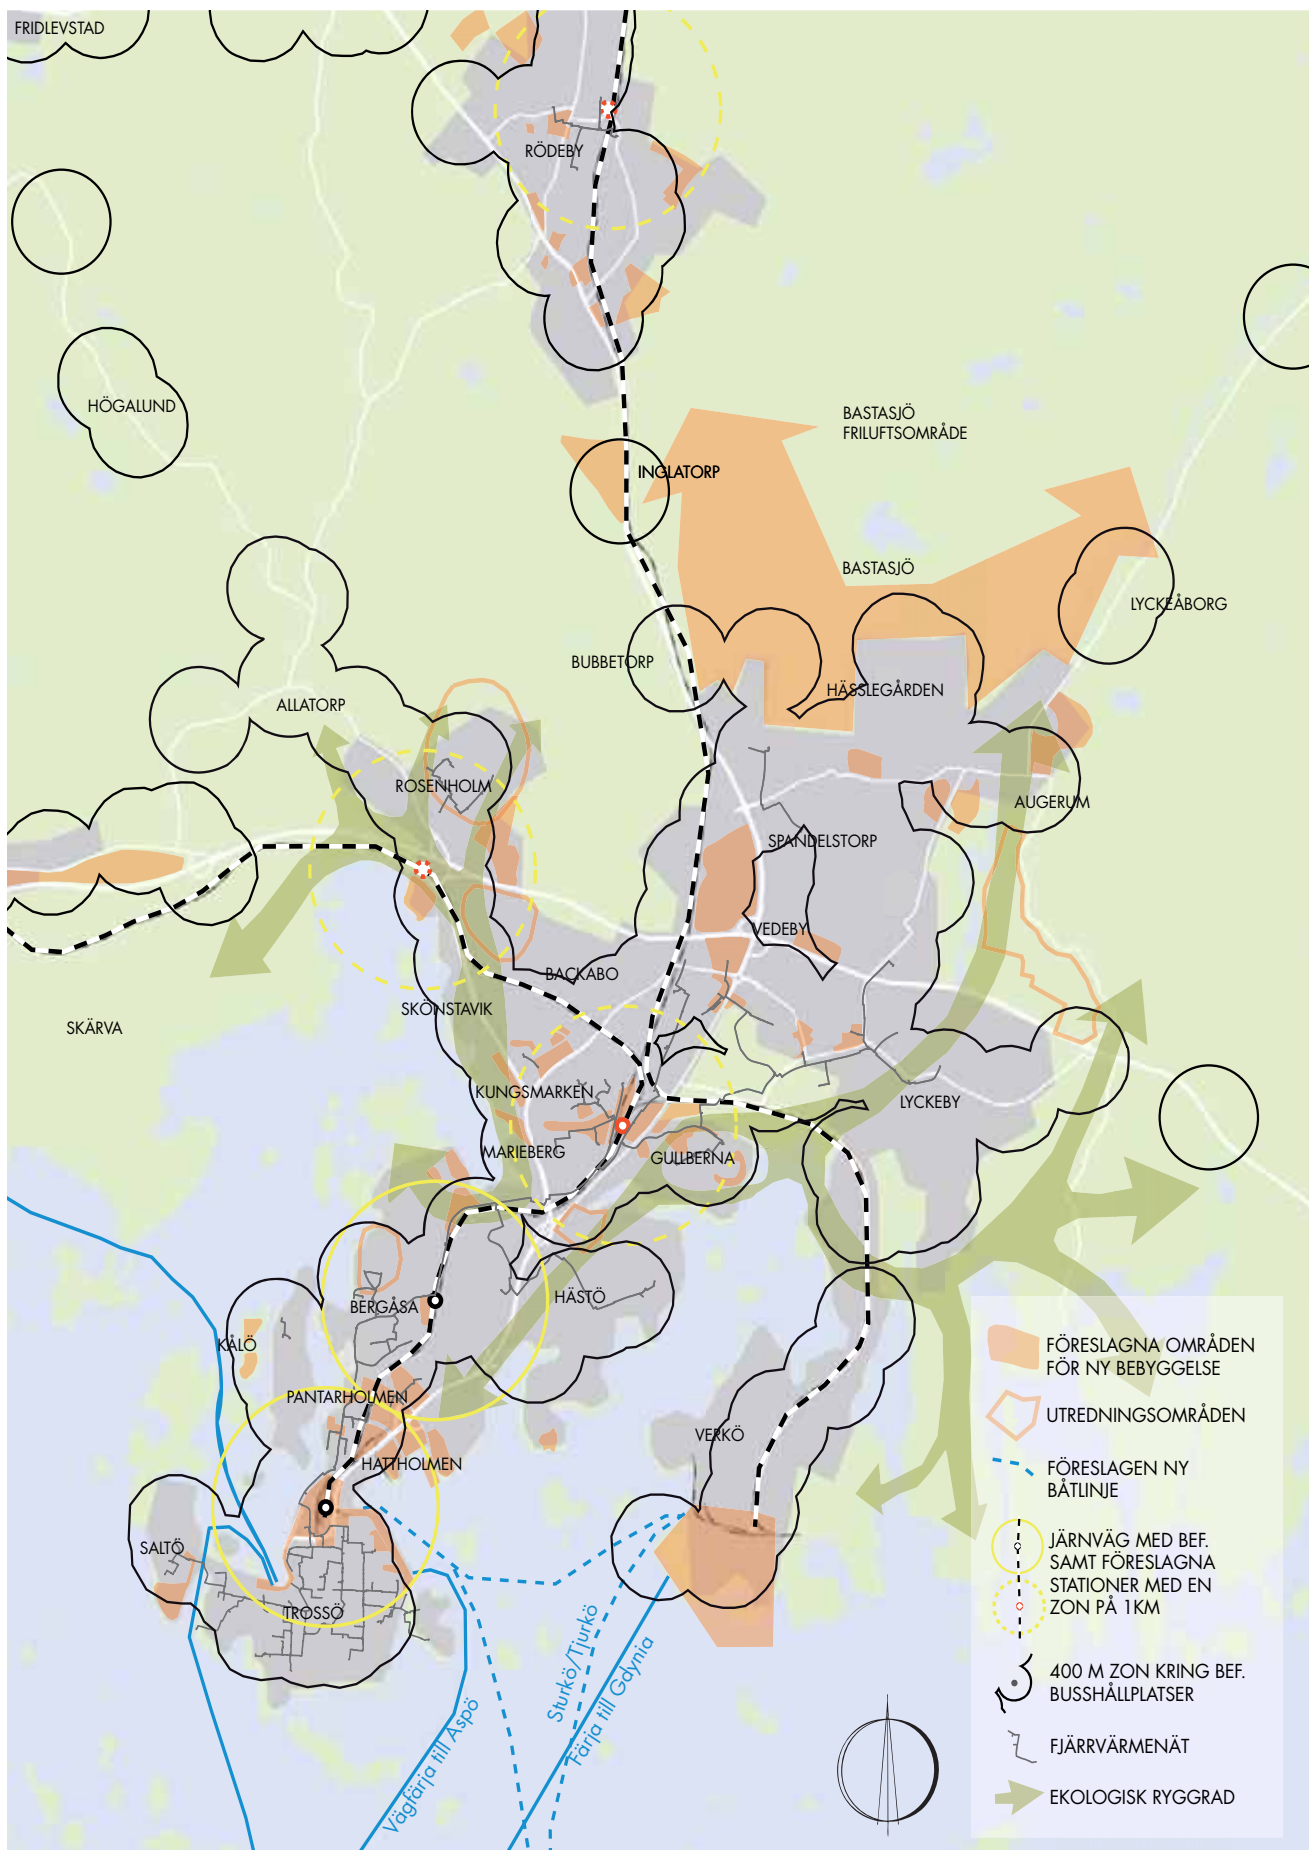 FRIDLEVSTAD
RÖDEBY
HÖGALUND
BASTASJÖ
FRILUFTSOMRÅDE
INGLATORP
BASTASJÖ
LYCKEÅBORG
BUBBETORP
HÄSSLEGÅRDEN
ALLATORP
ROSENHOLM
AUGERUM
SPANDELSTORP
VEDEBY
BACKABO
SKÖNSTAVIK
SKÄRVA
KUNGSMARKEN
LYCKEBY
MARIEBERG
GULLBERNA
HÄSTÖ
BERGÅSA
KÅLÖ
PANTARHOLMEN
VERKÖ
HATTHOLMEN
SALTÖ
TROSSÖ
Sturkö/Tjurkö
Färja till Gdynia
Vägfärja till Aspö
FÖRESLAGNA OMRÅDEN
FÖR NY BEBYGGELSE
UTREDNINGSOMRÅDEN
FÖRESLAGEN NY
BÅTLINJE
JÄRNVÄG MED BEF.
SAMT FÖRESLAGNA
STATIONER MED EN
ZON PÅ 1KM
400 M ZON KRING BEF.
BUSSHÅLLPLATSER
FJÄRRVÄRMENÄT
EKOLOGISK RYGGRAD